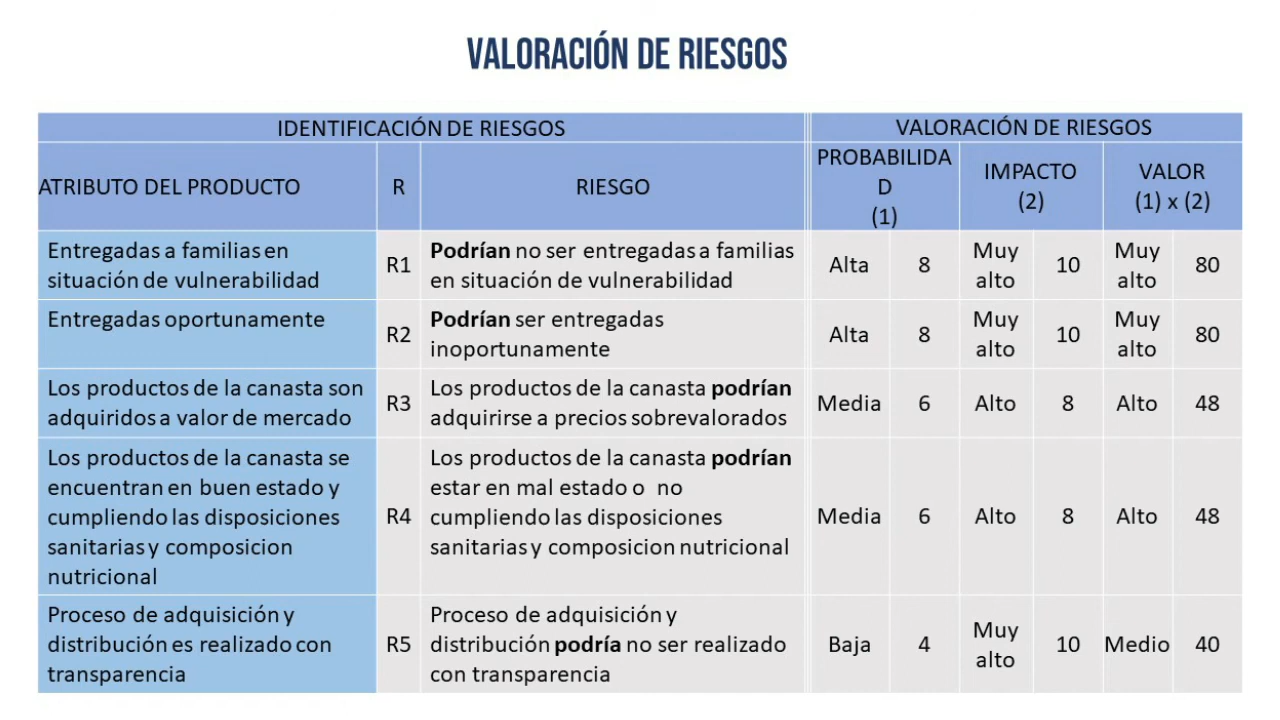 VALORACIÓN DE RIESGOS
IDENTIFICACIÓN DE RIESGOS
VALORACIÓN DE RIESGOS
ATRIBUTO DEL PRODUCTO
R
RIESGO
PROBABILIDA
D
(1)
IMPACTO
(2)
VALOR
(1) x (2)
Entregadas a familias en
situación de vulnerabilidad
R1
Podrían no ser entregadas a familias
en situación de vulnerabilidad
Alta
8
Muy
alto
10
Muy
alto
80
Entregadas oportunamente
R2
Podrían ser entregadas
inoportunamente
Alta
8
Muy
alto
10
Muy
alto
80
Los productos de la canasta son
adquiridos a valor de mercado
R3
Los productos de la canasta podrían
adquirirse a precios sobrevalorados
Media
6
Alto
8
Alto
48
Los productos de la canasta se
encuentran en buen estado y
cumpliendo las disposiciones
sanitarias y composicion
nutricional
R4
Los productos de la canasta podrían
estar en mal estado o no
cumpliendo las disposiciones
sanitarias y composicion nutricional
Media
6
Alto
8
Alto
48
Proceso de adquisición y
distribución es realizado con
transparencia
R5
Proceso de adquisición y
distribución podría no ser realizado
con transparencia
Baja
4
Muy
alto
10
Medio
40